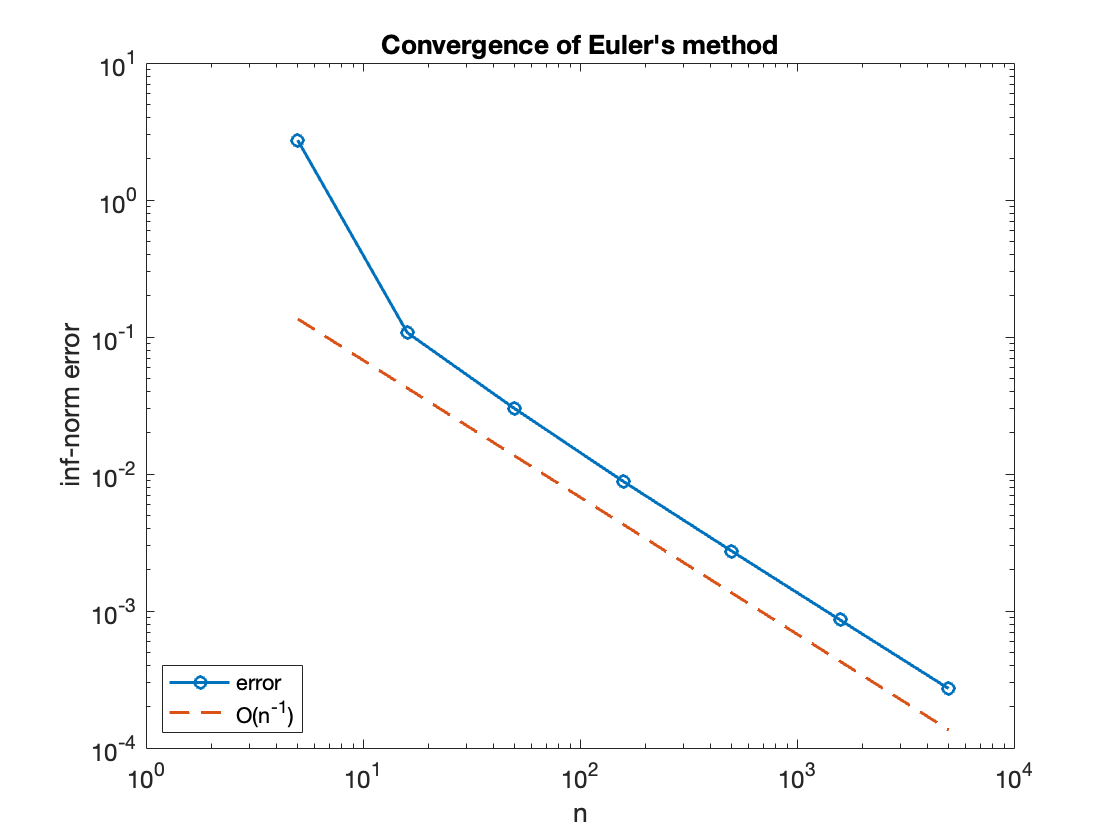 Convergence of Euler's method
10^1
10^0
10^-1
10^-2
10^-3
10^-4
inf-norm error
error
O(n^-1)
10^0 10^1 10^2 10^3 10^4
n